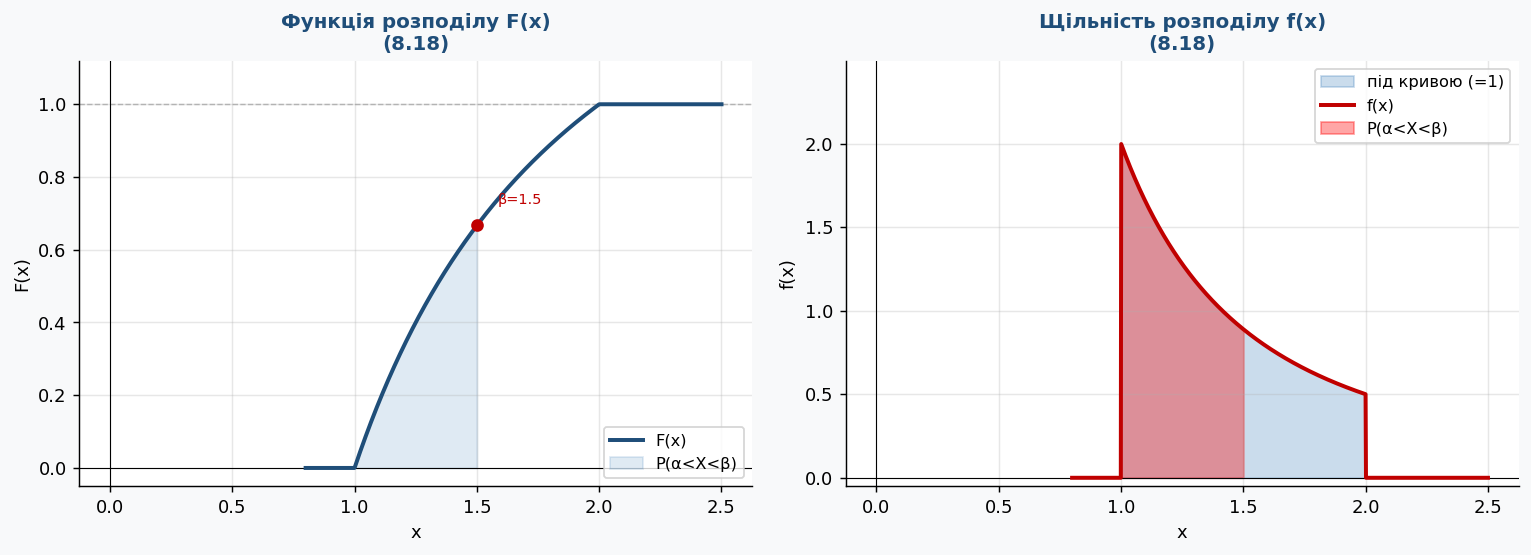 Функція розподілу F(x)
(8.18)
F(x)
1.0
0.8
0.6
0.4
0.2
0.0
β=1.5
F(x)
P(α<X<β)
0.0 0.5 1.0 1.5 2.0 2.5
x
Щільність розподілу f(x)
(8.18)
f(x)
2.0
1.5
1.0
0.5
0.0
під кривою (=1)
f(x)
P(α<X<β)
0.0 0.5 1.0 1.5 2.0 2.5
x